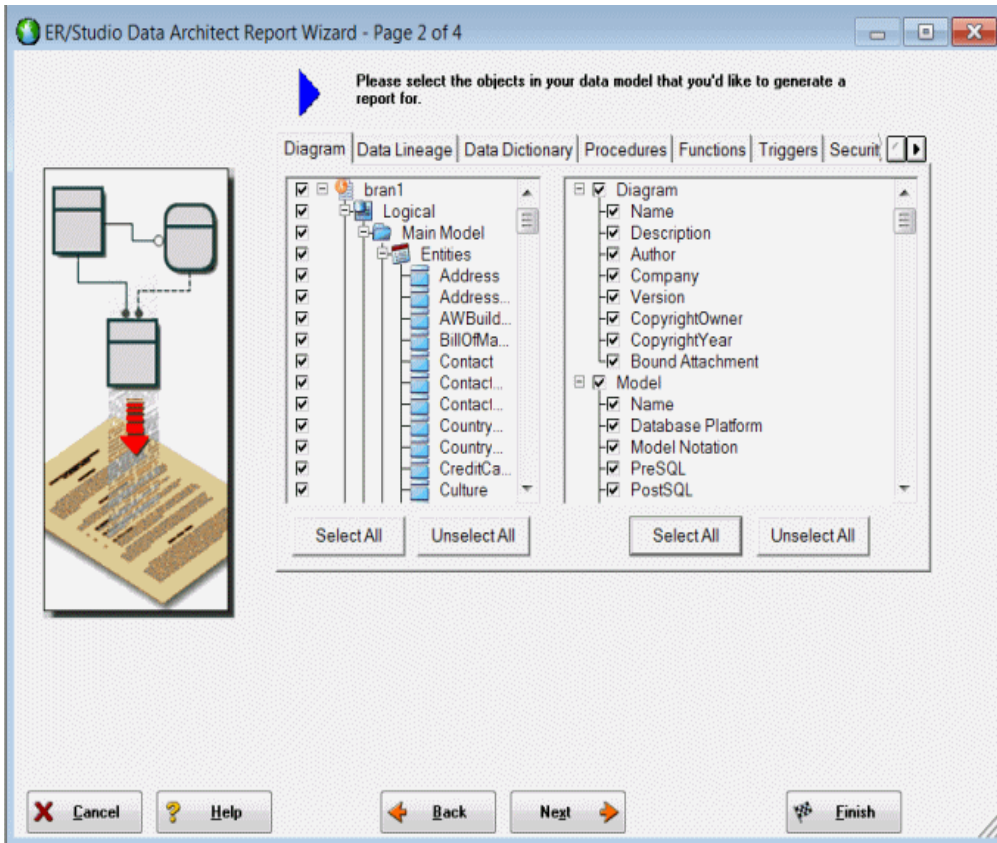 ER/Studio Data Architect Report Wizard - Page 2 of 4
Please select the objects in your data model that you'd like to generate a
report for.
Diagram Data Lineage Data Dictionary Procedures Functions Triggers Securit
bran1
Logical
Main Model
Entities
Address
Address...
AWBuild...
BillOfMa...
Contact
Contact...
Contact...
Country...
Country...
CreditCa...
Culture
Select All Unselect All
Diagram
Name
Description
Author
Company
Version
CopyrightOwner
CopyrightYear
Bound Attachment
Model
Name
Database Platform
Model Notation
PreSQL
PostSQL
Select All Unselect All
Cancel Help Back Next Finish